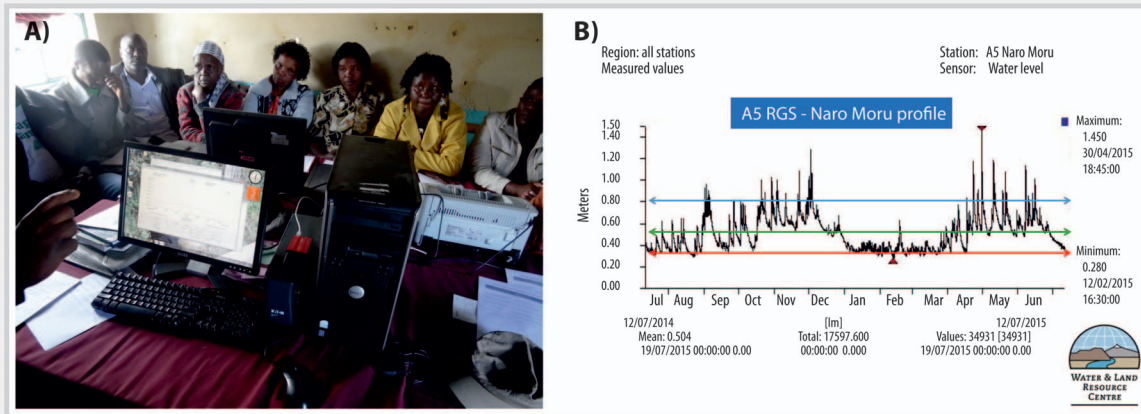 A)
B)
Region: all stations
Measured values
Station: A5 Naro Moru
Sensor: Water level
A5 RGS - Naro Moru profile
Meters
1.50
1.40
1.20
1.00
0.80
0.60
0.40
0.20
0.00
Maximum:
1.450
30/04/2015
18:45:00
Minimum:
0.280
12/02/2015
16:30:00
Jul Aug Sep Oct Nov Dec Jan Feb Mar Apr May Jun
12/07/2014 [lm] 12/07/2015
Mean: 0.504 Total: 17597.600 Values: 34931 [34931]
19/07/2015 00:00:00 0.00 00:00:00 0.000 19/07/2015 00:00:00 0.00
WATER & LAND
RESOURCE
CENTRE